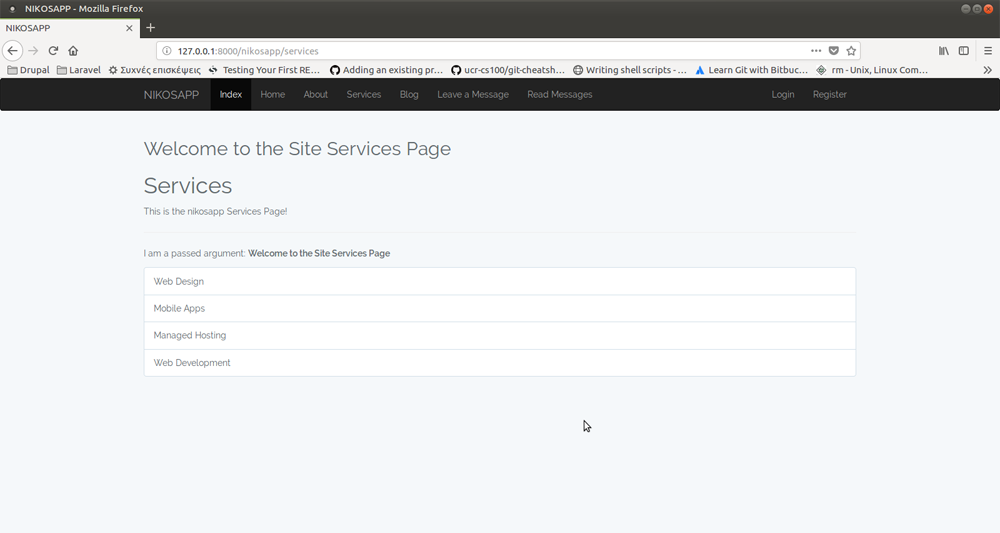 NIKOSAPP - Mozilla Firefox
NIKOSAPP
127.0.0.1:8000/nikosapp/services
Drupal Laravel Συχνές επισκέψεις Testing Your First RE... Adding an existing pr... ucr-cs100/git-cheatsh... Writing shell scripts - ... Learn Git with Bitbuc... rm - Unix, Linux Com...
NIKOSAPP Index Home About Services Blog Leave a Message Read Messages Login Register
Welcome to the Site Services Page
Services
This is the nikosapp Services Page!
I am a passed argument: Welcome to the Site Services Page
Web Design
Mobile Apps
Managed Hosting
Web Development